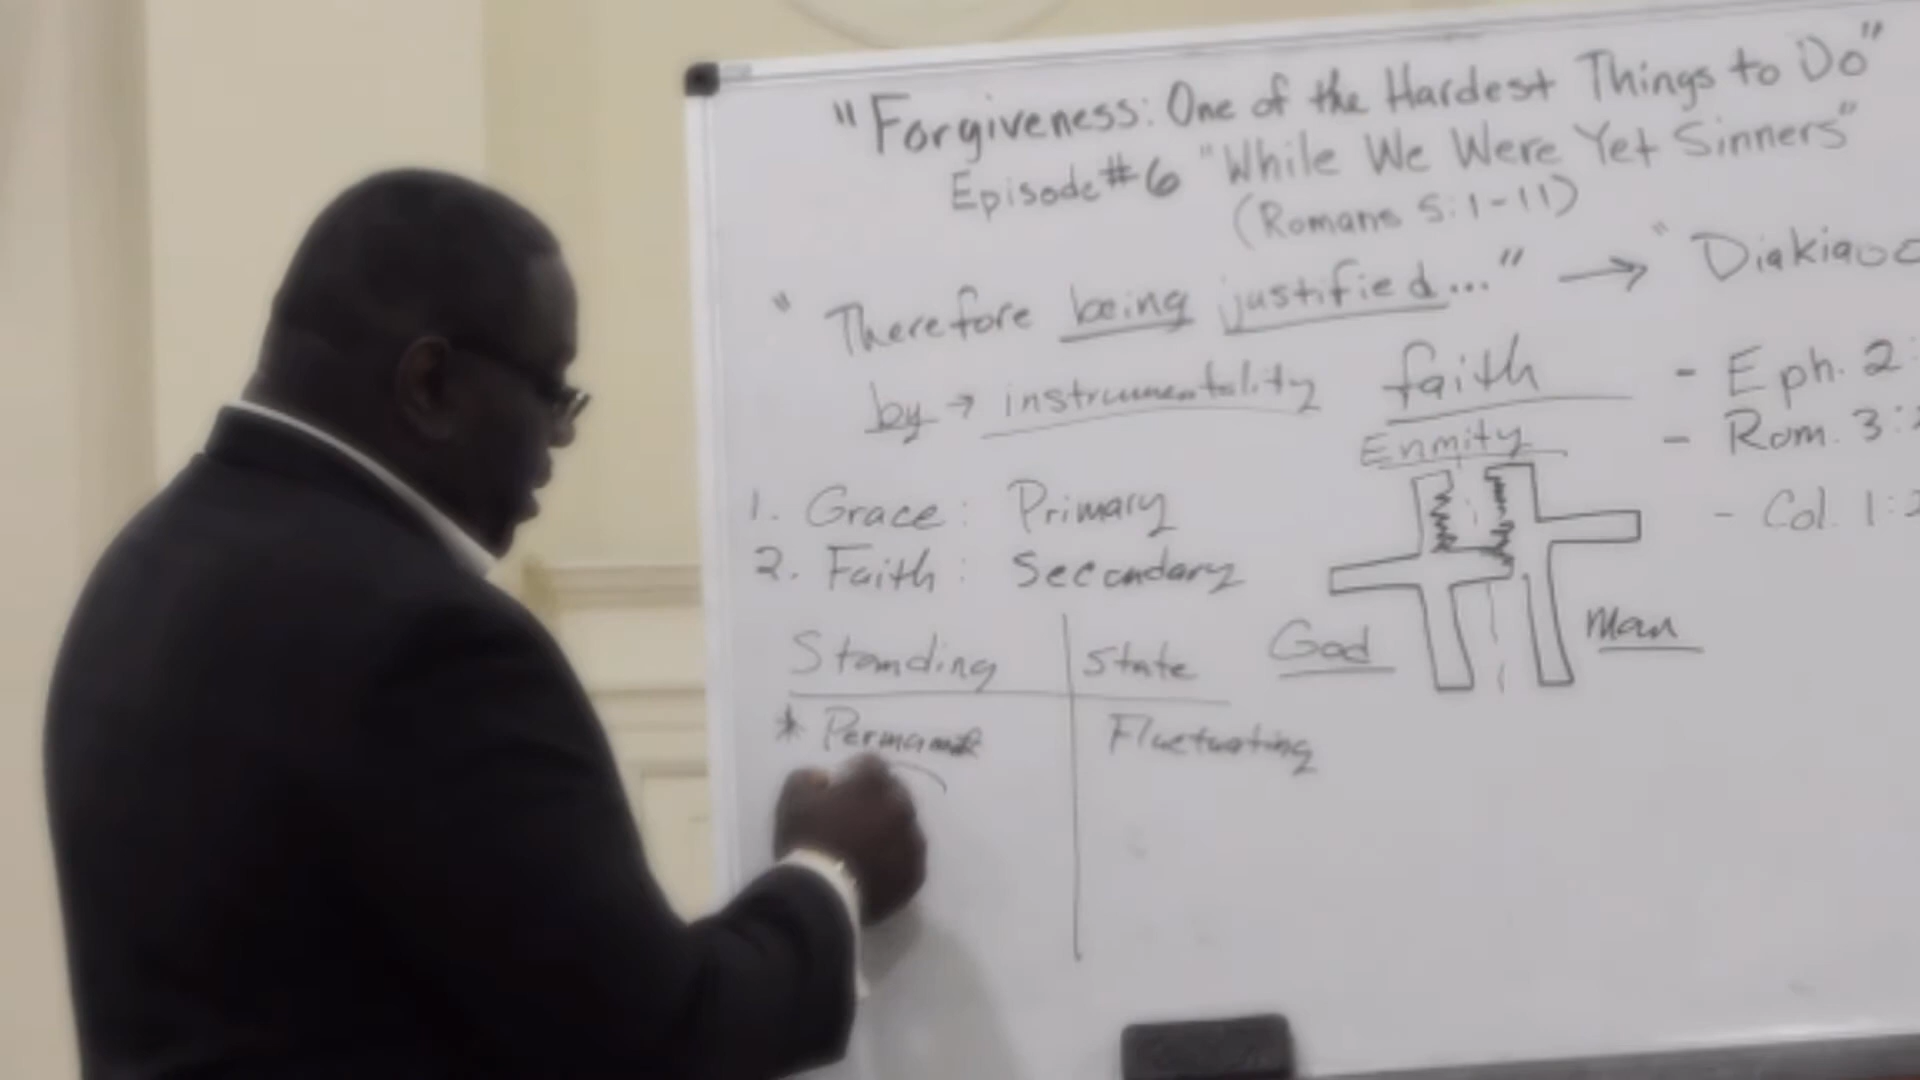 "Forgiveness: One of the Hardest Things to Do"
Episode #6 "While We Were Yet Sinners"
(Romans 5:1-11)
"Therefore being justified..." → "Diakiao
by → instrumentality faith - Eph. 2:
Enmity - Rom. 3:
1. Grace: Primary - Col. 1:2
2. Faith: Secondary
Standing State God Man
* Fluctuating